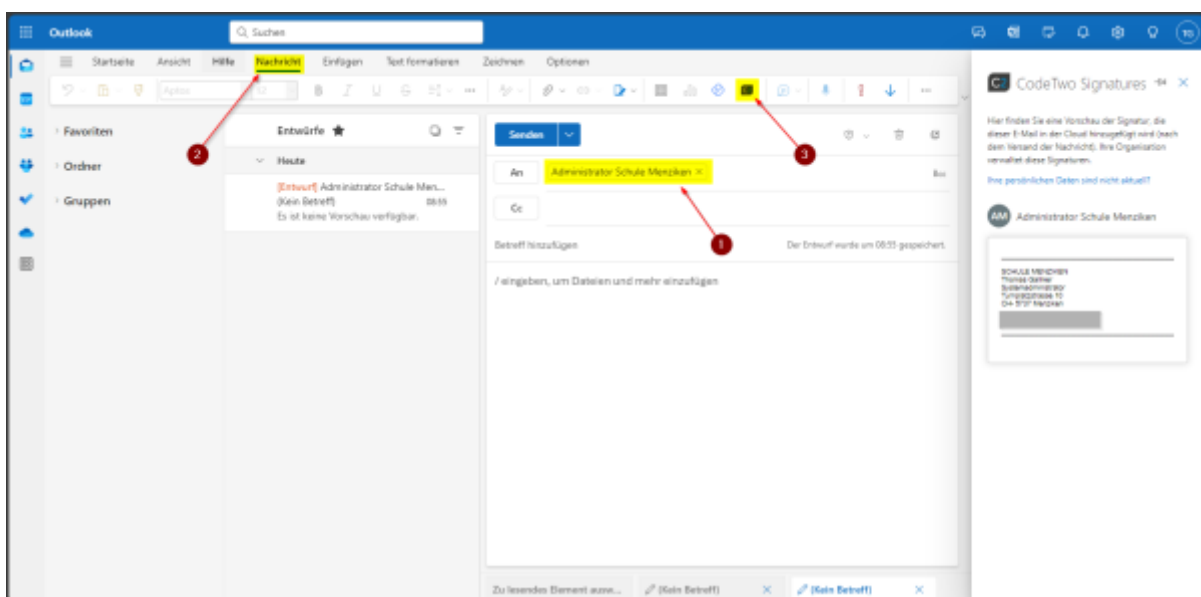 Outlook
Suchen
TG
Startseite Ansicht Hilfe Nachricht Einfügen Text formatieren Zeichnen Optionen
Aptos 12 B I U
CodeTwo Signatures
Hier finden Sie eine Vorschau der Signatur, die
dieser E-Mail in der Cloud hinzugefügt wird (nach
dem Versand der Nachricht). Ihre Organisation
verwaltet diese Signaturen.
Ihre persönlichen Daten sind nicht aktuell?
AM Administrator Schule Menziken
SCHULE MENZIKEN
Systemadministrator
Favoriten
Ordner
Gruppen
2
Entwürfe
Heute
[Entwurf] Administrator Schule Men...
(Kein Betreff) 08:55
Es ist keine Vorschau verfügbar.
3
Senden
An Administrator Schule Menziken
Bcc
Cc
1
Betreff hinzufügen Der Entwurf wurde um 08:55 gespeichert.
/ eingeben, um Dateien und mehr einzufügen
Zu lesendes Element ausw... (Kein Betreff) (Kein Betreff)